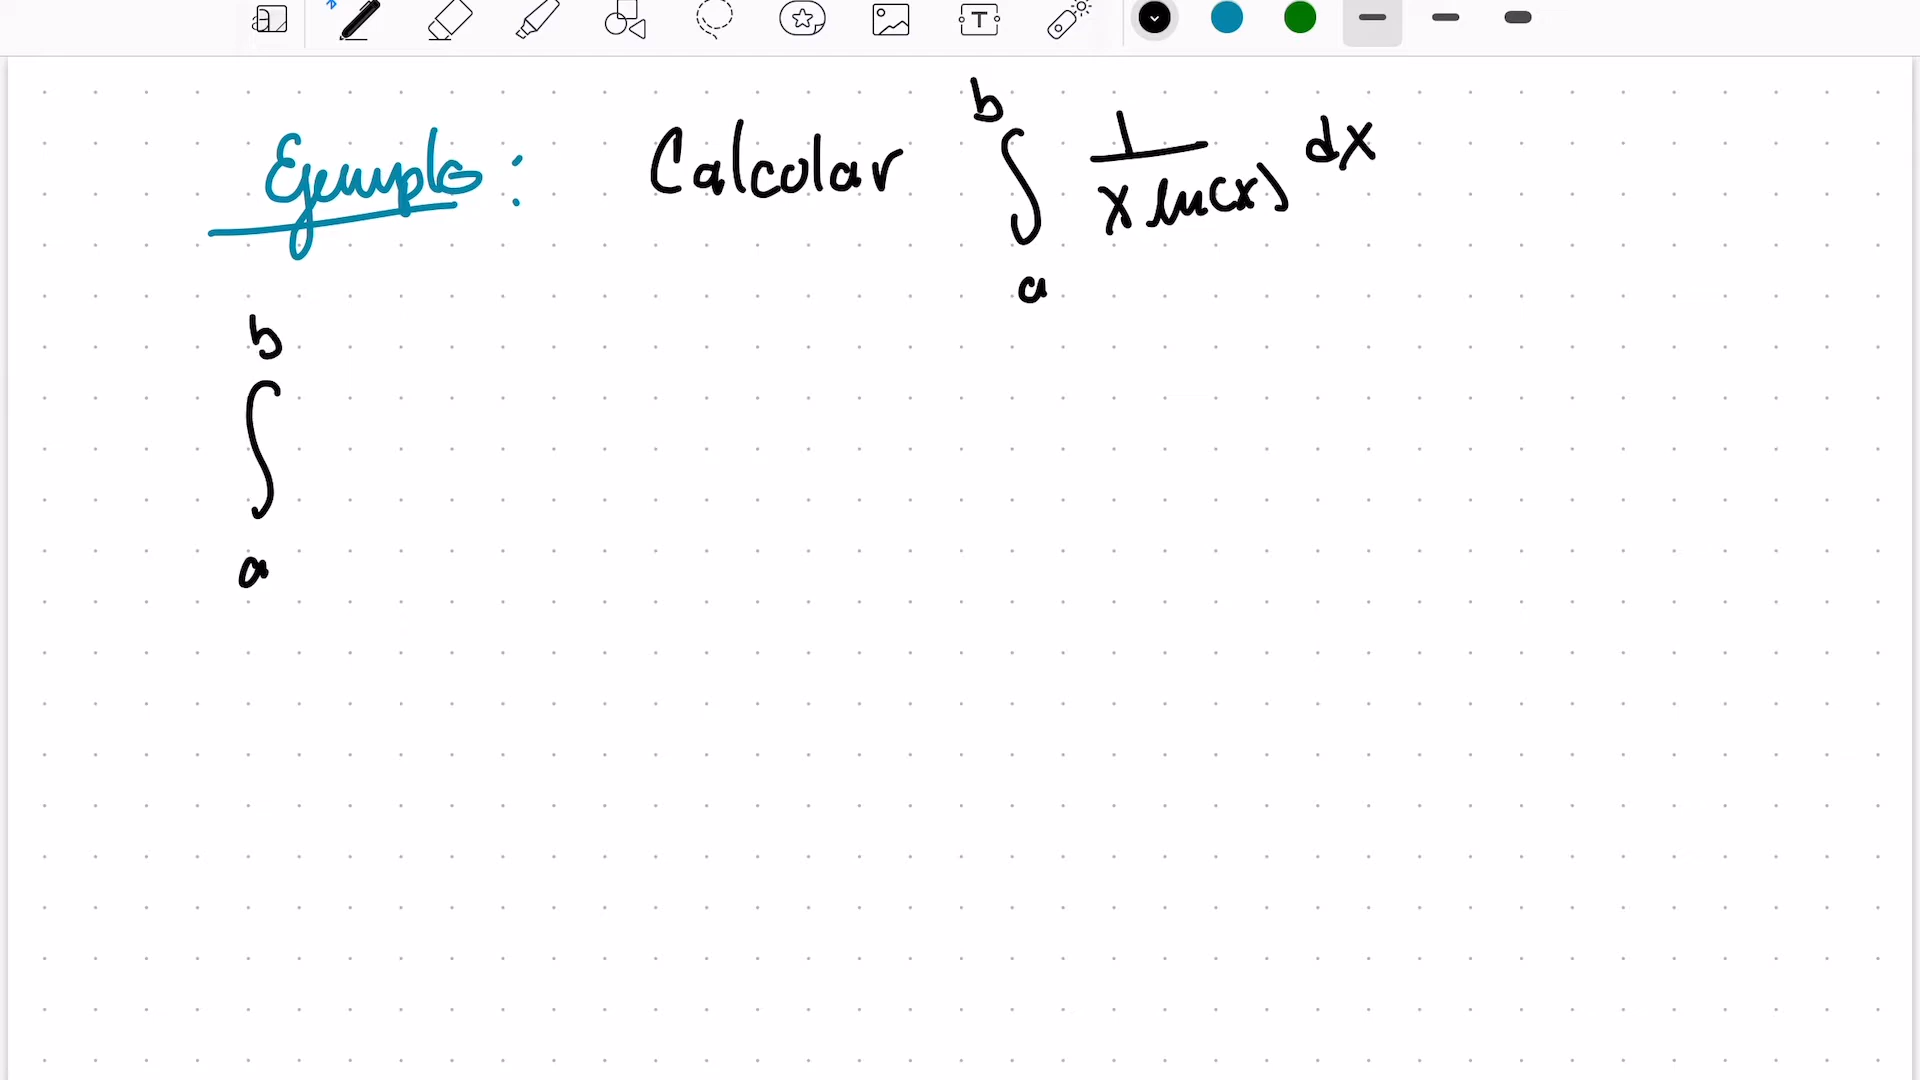 Ejemplo: Calcular ∫_a^b 1/(x ln(x)) dx
∫_a^b